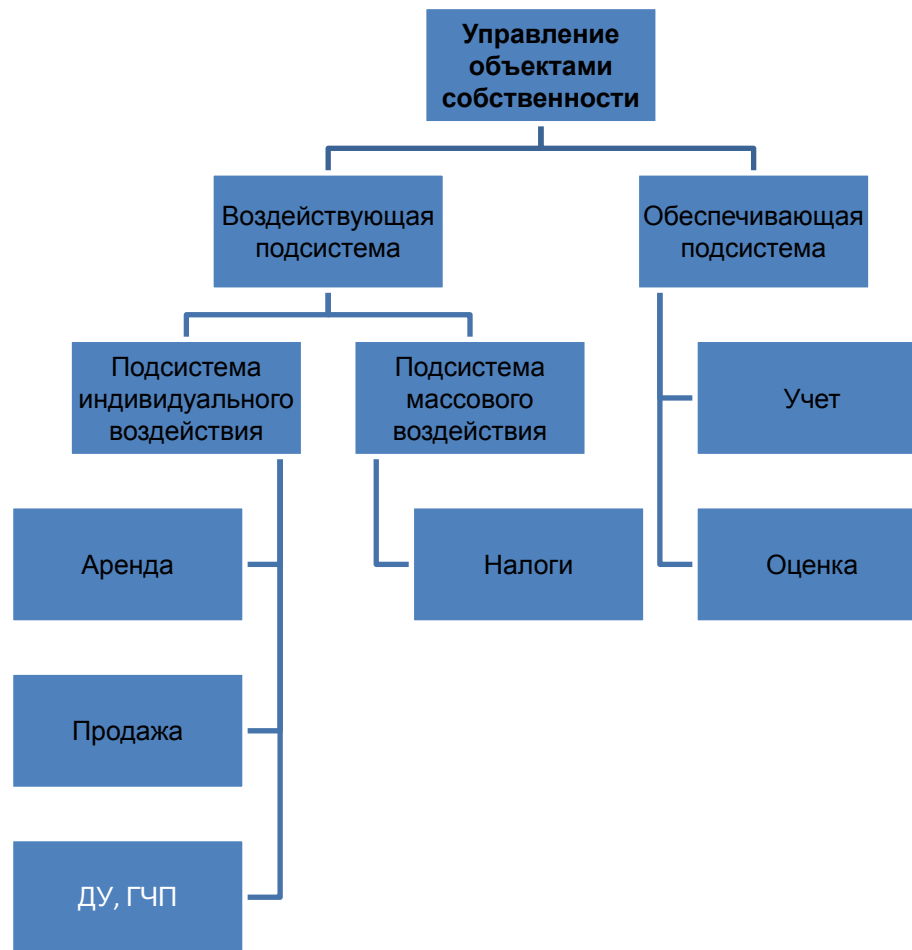 Управление
объектами
собственности
Воздействующая
подсистема
Обеспечивающая
подсистема
Подсистема
индивидуального
воздействия
Подсистема
массового
воздействия
Учет
Аренда
Налоги
Оценка
Продажа
ДУ, ГЧП